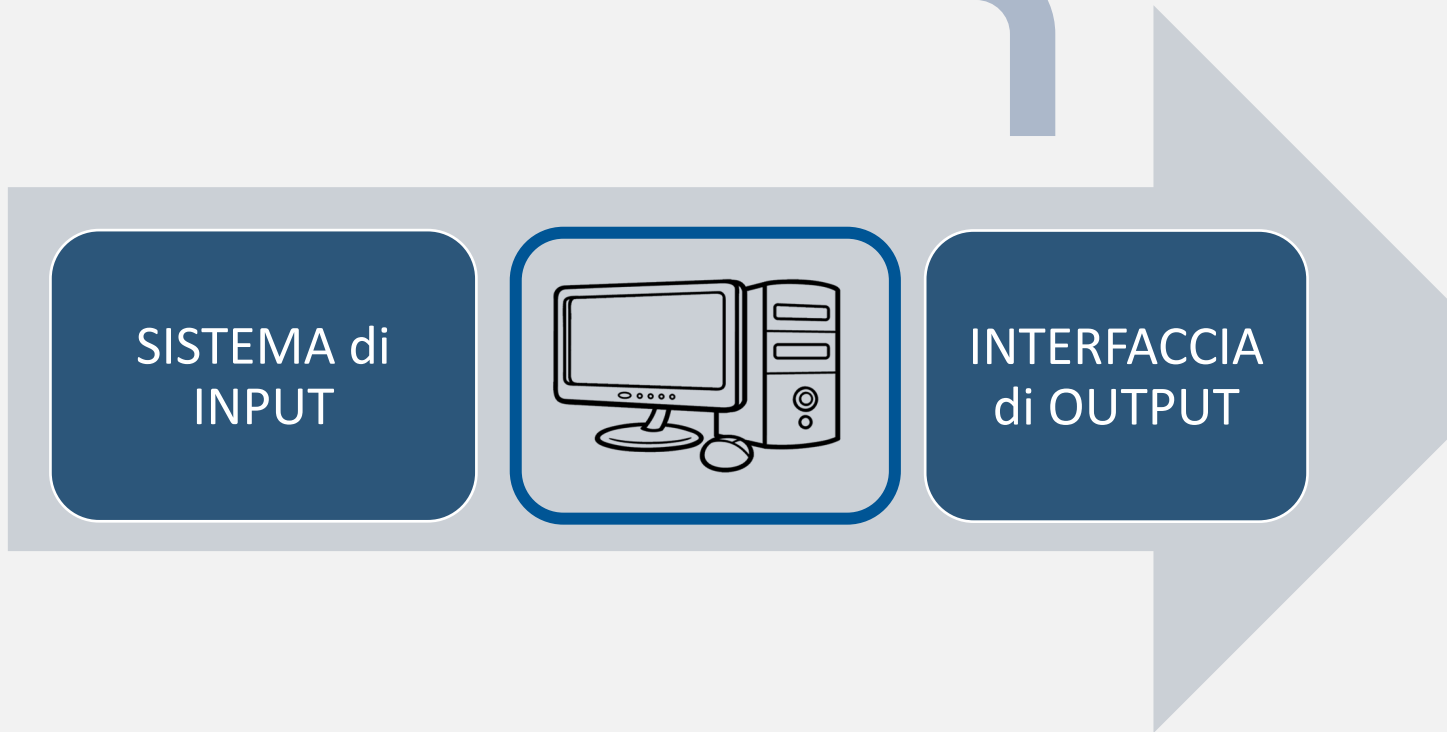 SISTEMA di
INPUT
INTERFACCIA
di OUTPUT